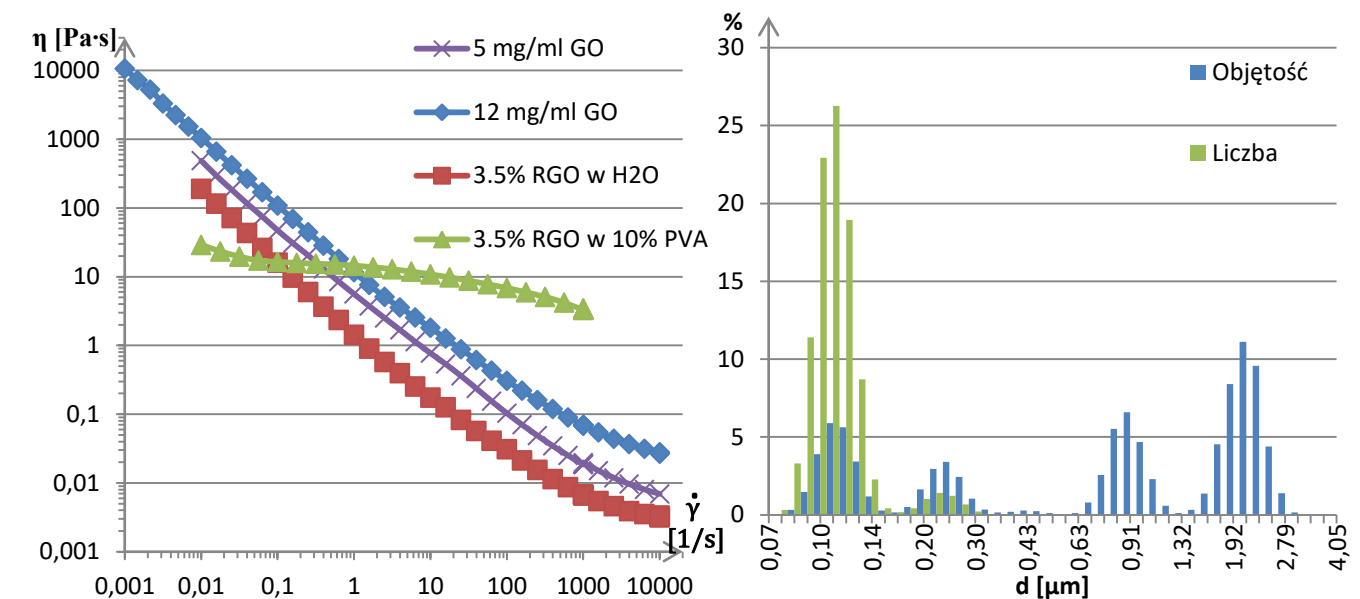 η [Pa·s]
10000
1000
100
10
1
0,1
0,01
0,001
0,001 0,01 0,1 1 10 100 1000 10000
γ̇
[1/s]
5 mg/ml GO
12 mg/ml GO
3.5% RGO w H2O
3.5% RGO w 10% PVA
%
30
25
20
15
10
5
0
0,07 0,10 0,14 0,20 0,30 0,43 0,63 0,91 1,32 1,92 2,79 4,05
d [µm]
Objętość
Liczba